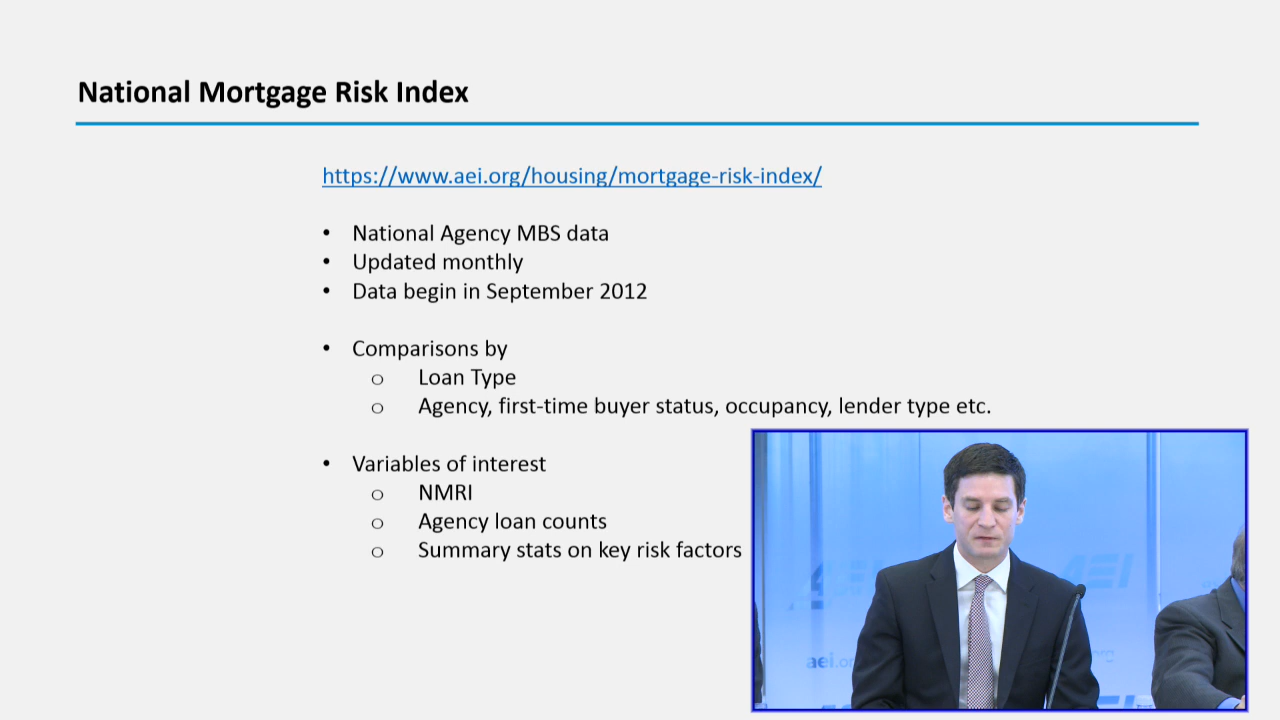 National Mortgage Risk Index
https://www.aei.org/housing/mortgage-risk-index/
• National Agency MBS data
• Updated monthly
• Data begin in September 2012
• Comparisons by
o Loan Type
o Agency, first-time buyer status, occupancy, lender type etc.
• Variables of interest
o NMRI
o Agency loan counts
o Summary stats on key risk factors
AEI
AEI
aei.or